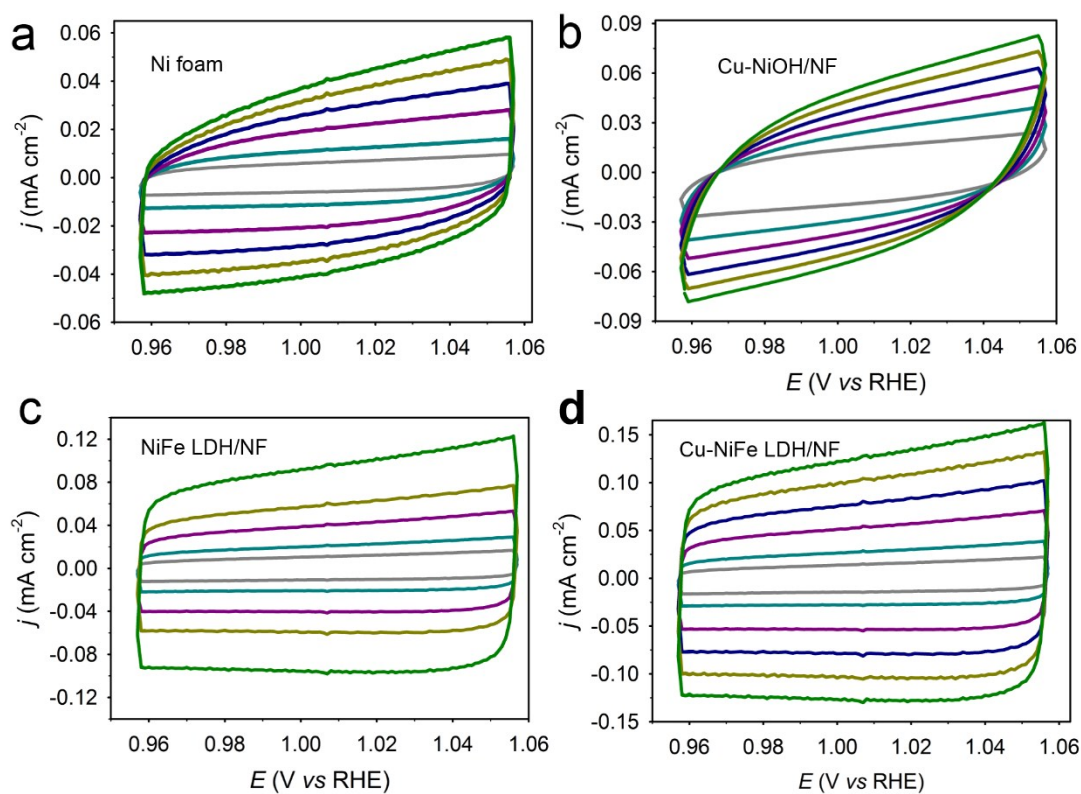 a
Ni foam
0.06
0.04
0.02
0.00
-0.02
-0.04
-0.06
j (mA cm-2)
0.96 0.98 1.00 1.02 1.04 1.06
b
Cu-NiOH/NF
0.09
0.06
0.03
0.00
-0.03
-0.06
-0.09
j (mA cm-2)
0.96 0.98 1.00 1.02 1.04 1.06
E (V vs RHE)
c
NiFe LDH/NF
0.12
0.08
0.04
0.00
-0.04
-0.08
-0.12
j (mA cm-2)
0.96 0.98 1.00 1.02 1.04 1.06
E (V vs RHE)
d
Cu-NiFe LDH/NF
0.15
0.10
0.05
0.00
-0.05
-0.10
-0.15
j (mA cm-2)
0.96 0.98 1.00 1.02 1.04 1.06
E (V vs RHE)